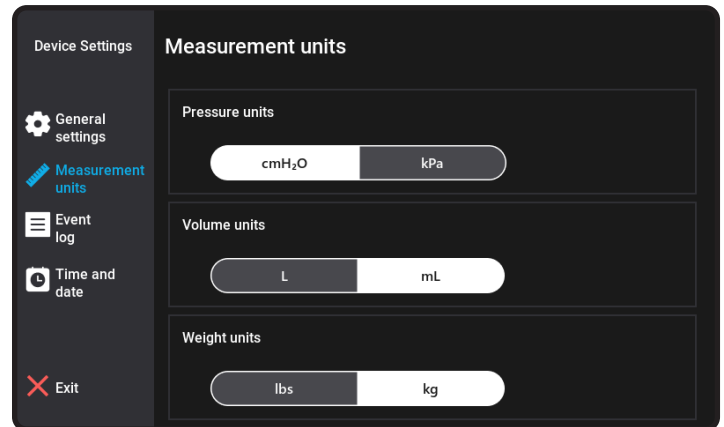 Device Settings
General
settings
Measurement
units
Event
log
Time and
date
Exit
Measurement units
Pressure units
cmH₂O
kPa
Volume units
L
mL
Weight units
lbs
kg